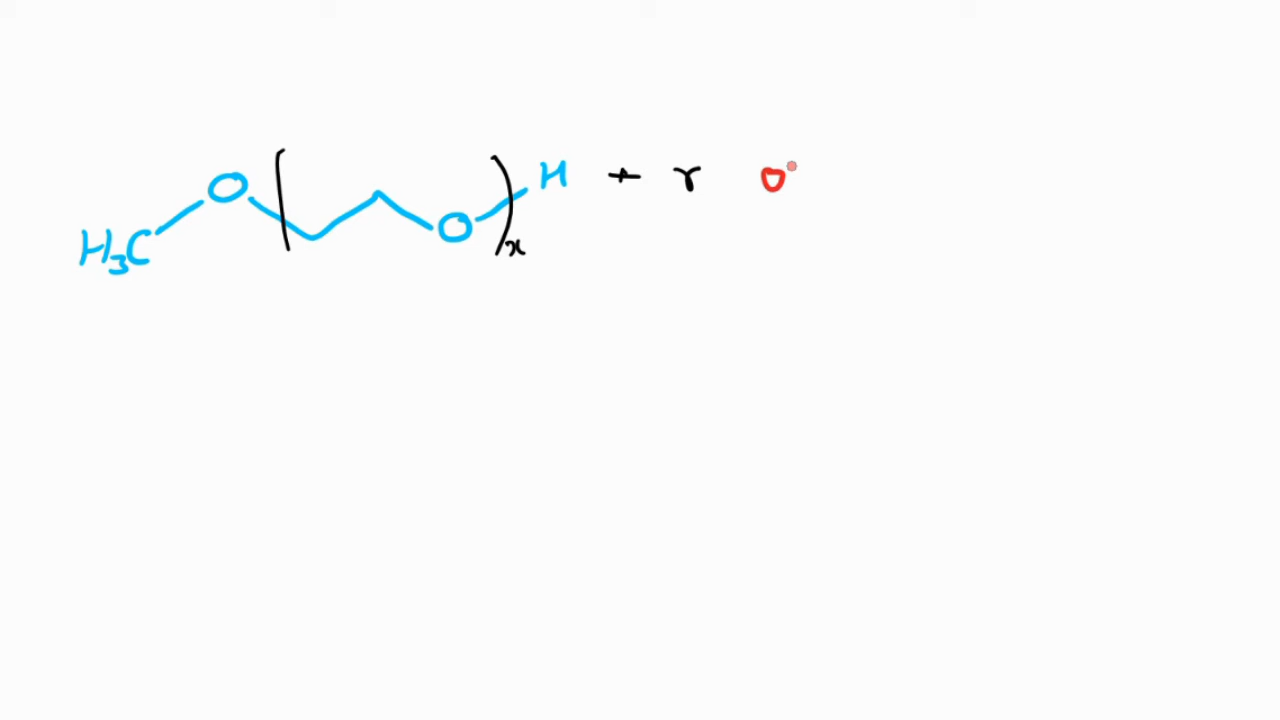 H₃C O ( O )ₓ H + r O